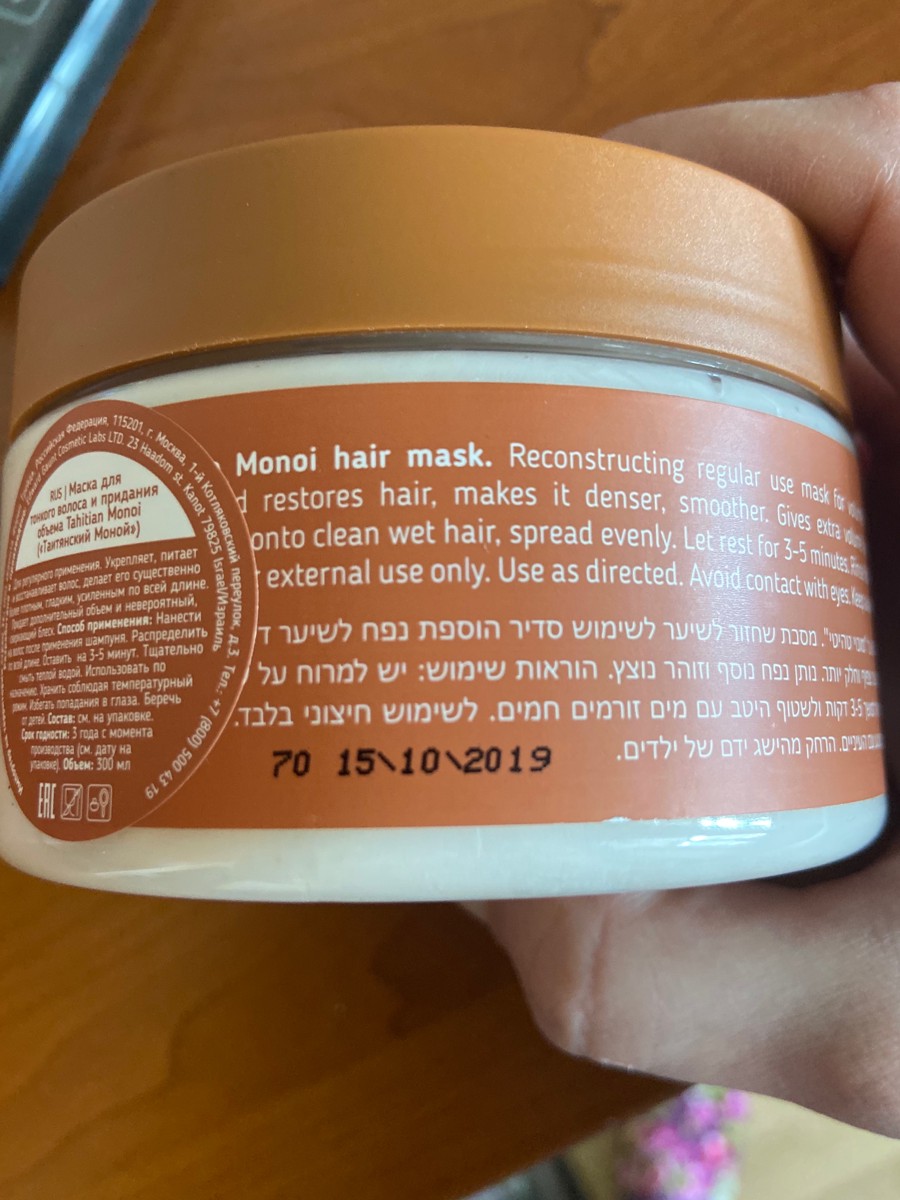 Российская Федерация, 115201, г. Москва, 1-й Котляковский переулок, д.3. Тел.: +7 (800) 500 43 19
Cosmetic Labs LTD. 23 Haadom st. Kanot 79825 Israel/Израиль
RUS | Маска для
тонкого волоса и придания
объема Tahitian Monoi
(«Таитянский Моной»)
Для регулярного применения. Укрепляет, питает
и восстанавливает волос, делает его существенно
более плотным, гладким, усиленным по всей длине.
Придает дополнительный объем и невероятный,
блеск. Способ применения: Нанести
волос после применения шампуня. Распределить
по всей длине. Оставить на 3-5 минут. Тщательно
смыть теплой водой. Использовать по
назначению. Хранить соблюдая температурный
режим. Избегать попадания в глаза. Беречь
от детей. Состав: см. на упаковке.
Срок годности: 3 года с момента
производства (см. дату на
упаковке). Объем: 300 мл
EAC
Monoi hair mask. Reconstructing regular use mask for
restores hair, makes it denser, smoother. Gives extra
onto clean wet hair, spread evenly. Let rest for 3-5 minutes.
external use only. Use as directed. Avoid contact with eyes.
מסכת שחזור לשיער לשימוש סדיר הוספת נפח לשיער
יותר. נותן נפח נוסף וזוהר נוצץ. הוראות שימוש: יש למרוח על
3-5 דקות ולשטוף היטב עם מים זורמים חמים. לשימוש חיצוני בלבד.
העיניים. הרחק מהישג ידם של ילדים.
70 15\10\2019